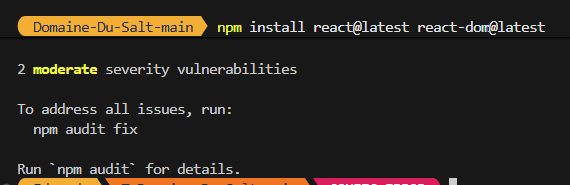 Domaine-Du-Salt-main npm install react@latest react-dom@latest
2 moderate severity vulnerabilities
To address all issues, run:
npm audit fix
Run `npm audit` for details.